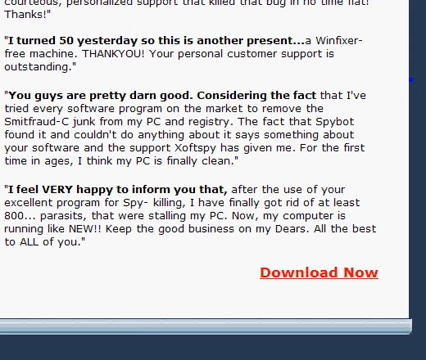 courteous, personalized support that killed that bug in no time flat!
Thanks!"
"I turned 50 yesterday so this is another present...a Winfixer-
free machine. THANKYOU! Your personal customer support is
outstanding."
"You guys are pretty darn good. Considering the fact that I've
tried every software program on the market to remove the
Smitfraud-C junk from my PC and registry. The fact that Spybot
found it and couldn't do anything about it says something about
your software and the support Xoftspy has given me. For the first
time in ages, I think my PC is finally clean."
"I feel VERY happy to inform you that, after the use of your
excellent program for Spy- killing, I have finally got rid of at least
800... parasits, that were stalling my PC. Now, my computer is
running like NEW!! Keep the good business on my Dears. All the best
to ALL of you."
Download Now